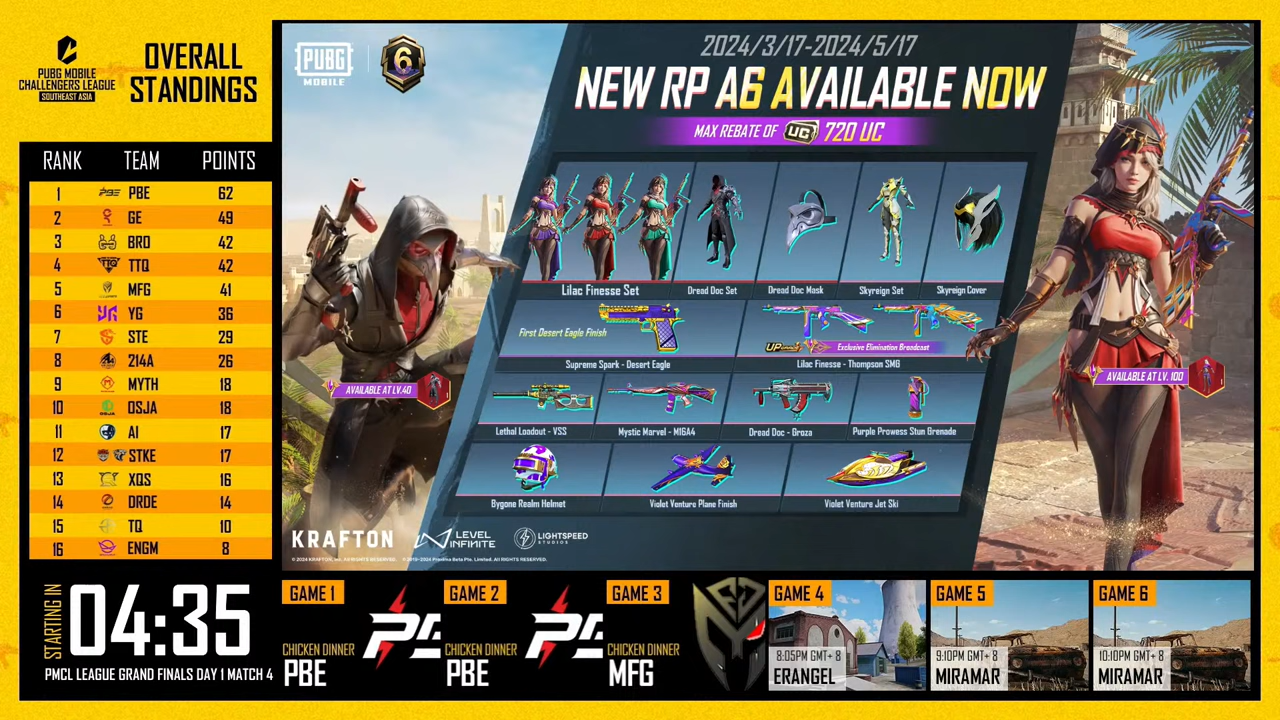 PUBG MOBILE
CHALLENGERS LEAGUE
SOUTHEAST ASIA
OVERALL
STANDINGS
RANK TEAM POINTS
1 PBE 62
2 GE 49
3 BRO 42
4 TTQ 42
5 MFG 41
6 YG 36
7 STE 29
8 214A 26
9 MYTH 18
10 OSJA 18
11 AI 17
12 STKE 17
13 XQS 16
14 DRDE 14
15 TQ 10
16 ENGM 8
PUBG
MOBILE
6
2024/3/17-2024/5/17
NEW RP A6 AVAILABLE NOW
MAX REBATE OF UC 720 UC
Lilac Finesse Set
Dread Doc Set
Dread Doc Mask
Skyreign Set
Skyreign Cover
First Desert Eagle Finish
Supreme Spark - Desert Eagle
Exclusive Elimination Broadcast
Lilac Finesse - Thompson SMG
Lethal Loadout - VSS
Mystic Marvel - M16A4
Dread Doc - Groza
Purple Prowess Stun Grenade
Bygone Realm Helmet
Violet Venture Plane Finish
Violet Venture Jet Ski
AVAILABLE AT LV.40
AVAILABLE AT LV. 100
KRAFTON
LEVEL
INFINITE
LIGHTSPEED
STUDIOS
STARTING IN
04:35
PMCL LEAGUE GRAND FINALS DAY 1 MATCH 4
GAME 1
CHICKEN DINNER
PBE
GAME 2
CHICKEN DINNER
PBE
GAME 3
CHICKEN DINNER
MFG
GAME 4
8:05PM GMT+ 8
ERANGEL
GAME 5
9:10PM GMT+ 8
MIRAMAR
GAME 6
10:10PM GMT+ 8
MIRAMAR